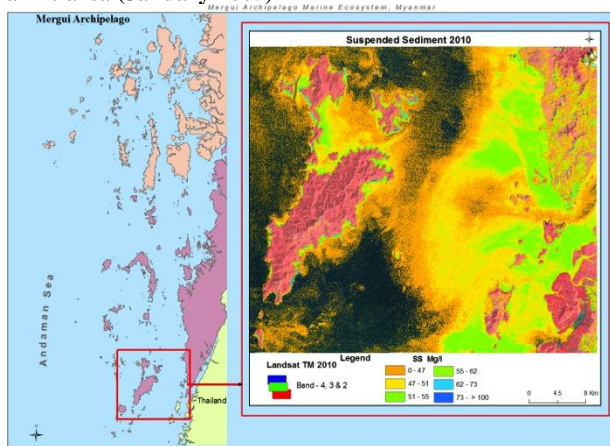 Mergui Archipelago Marine Ecosystem, Myanmar
Mergui Archipelago
Andaman Sea
Thailand
Suspended Sediment 2010
Legend
Landsat TM 2010
Band - 4, 3 & 2
SS Mg/l
0 - 47
47 - 51
51 - 55
55 - 62
62 - 73
73 - > 100
0 4.5 9 Km